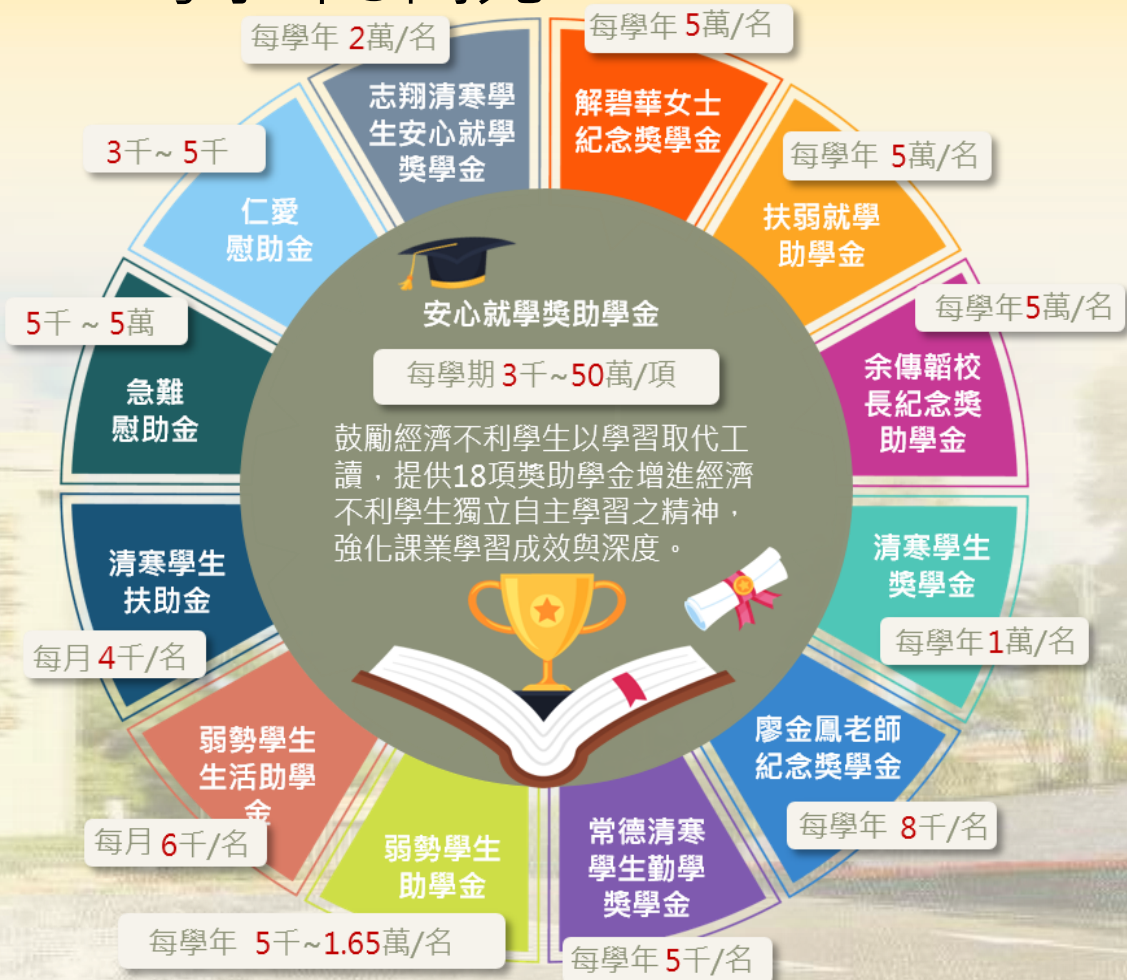 每學年 2萬/名
志翔清寒學
生安心就學
獎學金
每學年 5萬/名
解碧華女士
紀念獎學金
每學年 5萬/名
扶弱就學
助學金
每學年5萬/名
余傳韜校
長紀念獎
助學金
清寒學生
獎學金
每學年1萬/名
廖金鳳老師
紀念獎學金
每學年 8千/名
常德清寒
學生勤學
獎學金
每學年5千/名
弱勢學生
助學金
每學年 5千~1.65萬/名
弱勢學生
生活助學
金
每月 6千/名
清寒學生
扶助金
每月 4千/名
急難
慰助金
5千 ~ 5萬
仁愛
慰助金
3千~ 5千
安心就學獎助學金
每學期 3千~50萬/項
鼓勵經濟不利學生以學習取代工
讀，提供18項獎助學金增進經濟
不利學生獨立自主學習之精神，
強化課業學習成效與深度。